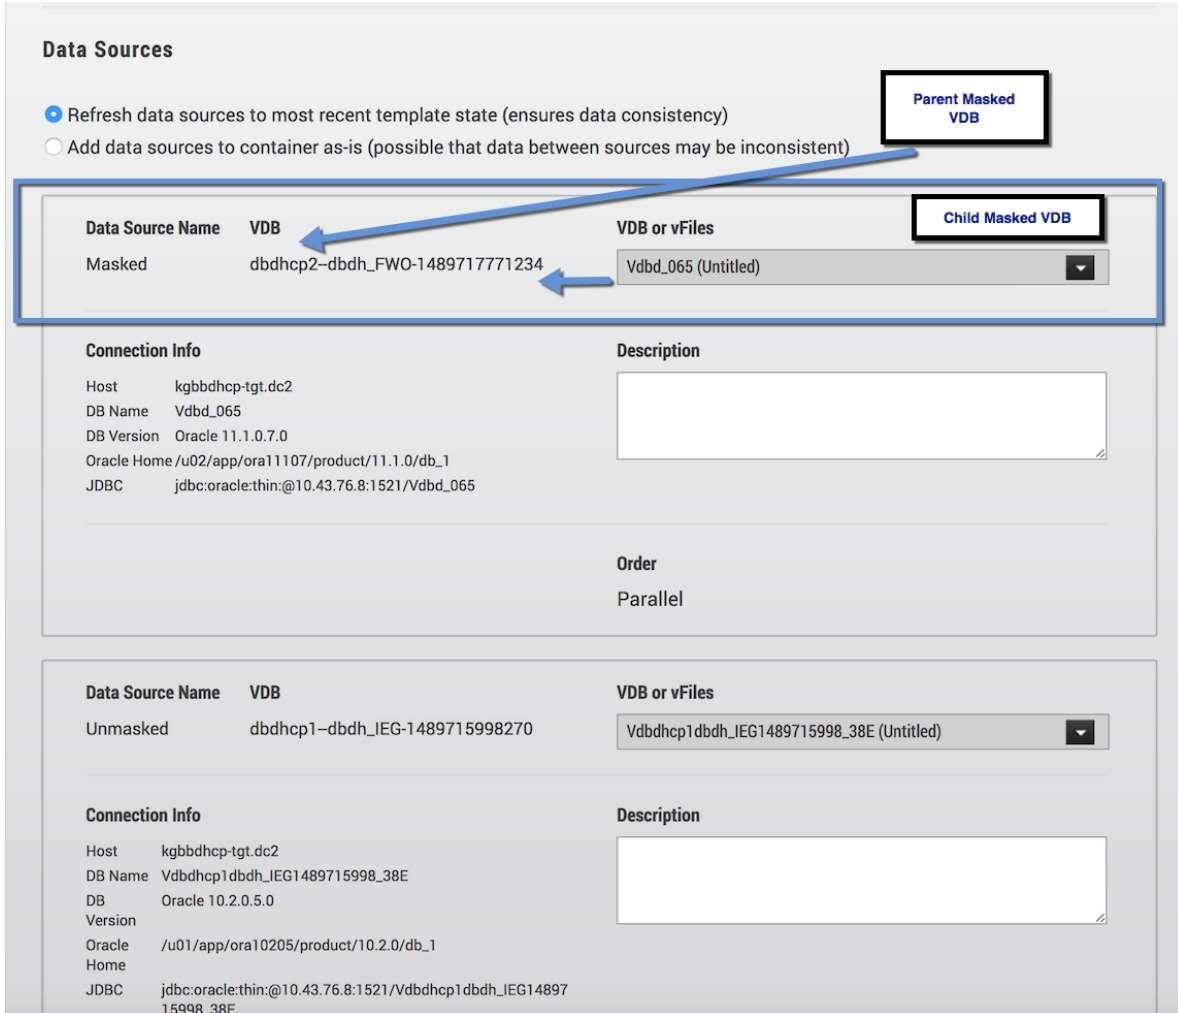 Data Sources
Parent Masked
VDB
Refresh data sources to most recent template state (ensures data consistency)
Add data sources to container as-is (possible that data between sources may be inconsistent)
Child Masked VDB
Data Source Name VDB VDB or vFiles
Masked dbdhcp2--dbdh_FWO-1489717771234 Vdbd_065 (Untitled)
Connection Info Description
Host kgbbdhcp-tgt.dc2
DB Name Vdbd_065
DB Version Oracle 11.1.0.7.0
Oracle Home /u02/app/ora11107/product/11.1.0/db_1
JDBC jdbc:oracle:thin:@10.43.76.8:1521/Vdbd_065
Order
Parallel
Data Source Name VDB VDB or vFiles
Unmasked dbdhcp1--dbdh_IEG-1489715998270 Vdbdhcp1dbdh_IEG1489715998_38E (Untitled)
Connection Info Description
Host kgbbdhcp-tgt.dc2
DB Name Vdbdhcp1dbdh_IEG1489715998_38E
DB Oracle 10.2.0.5.0
Version
Oracle /u01/app/ora10205/product/10.2.0/db_1
Home
JDBC jdbc:oracle:thin:@10.43.76.8:1521/Vdbdhcp1dbdh_IEG14897
15998_38E